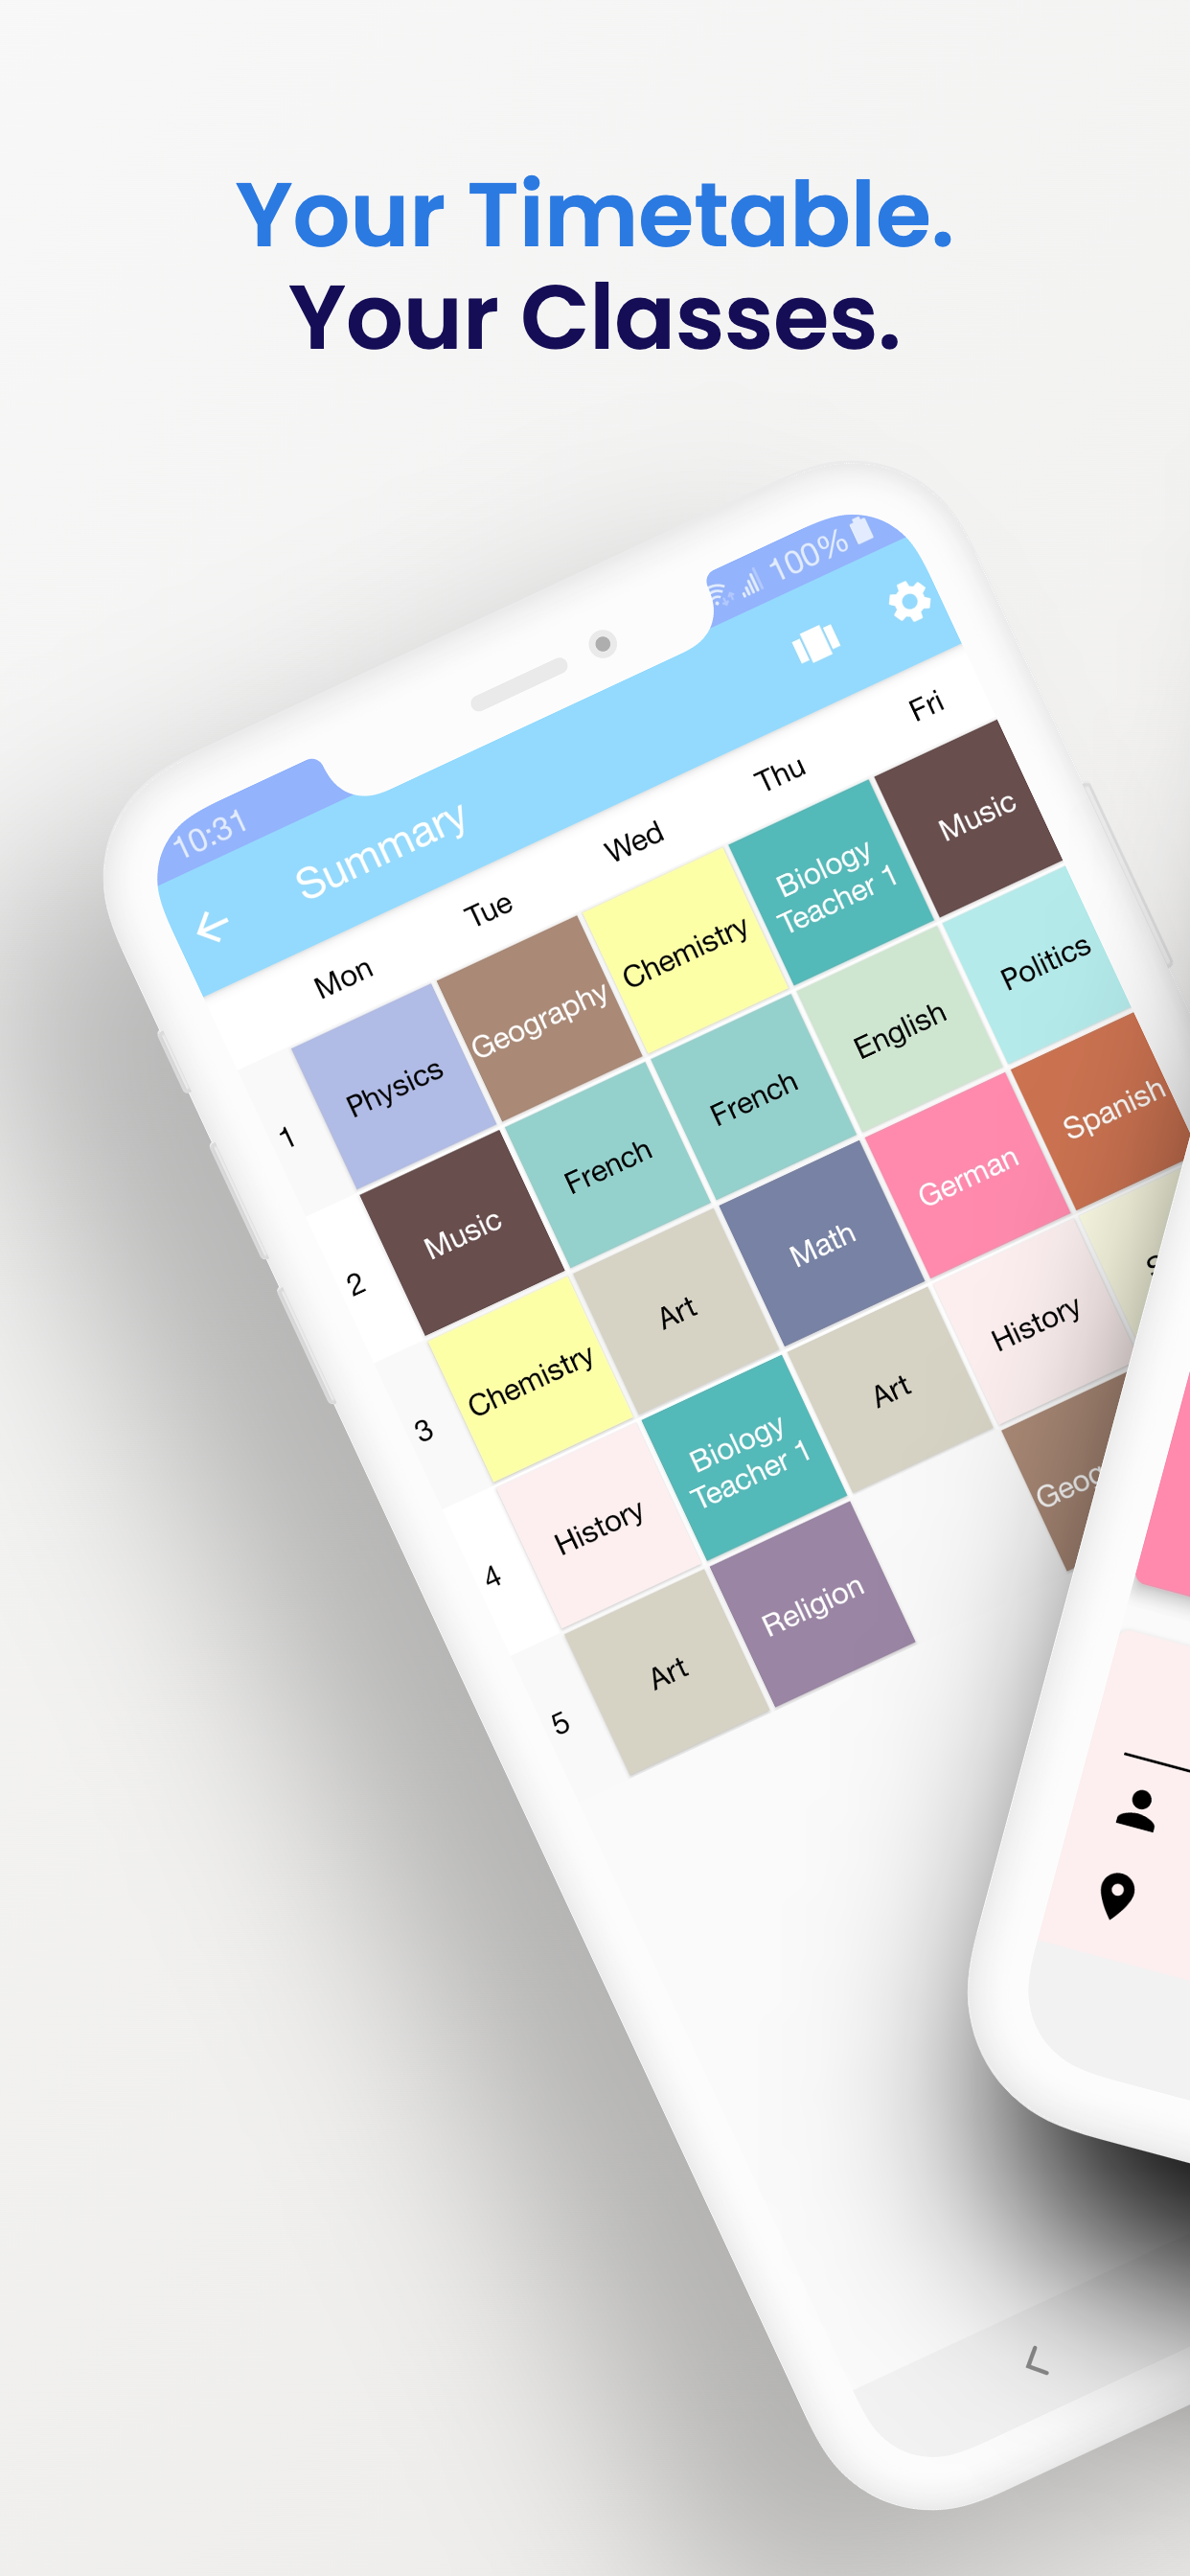 Your Timetable.
Your Classes.
10:31
100%
Summary
Mon Tue Wed Thu Fri
1 Physics Geography Chemistry Biology Teacher 1 Music
2 Music French French English Politics
3 Chemistry Art Math German Spanish
4 History Biology Teacher 1 Art History
5 Art Religion Geog